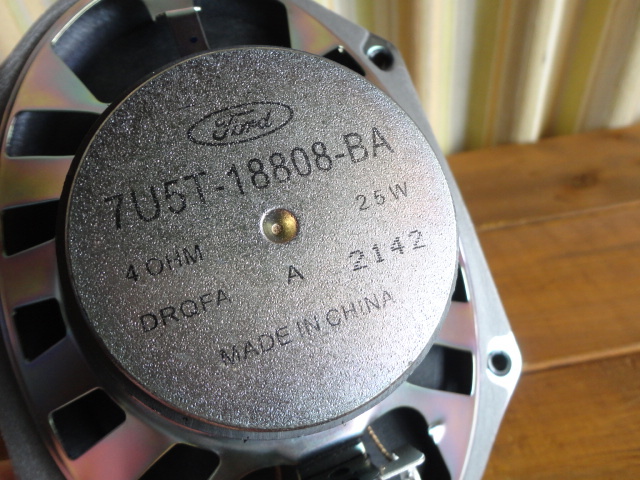 Ford
7U5T-18808-BA
4 OHM 25W
DRQFA A 2142
MADE IN CHINA